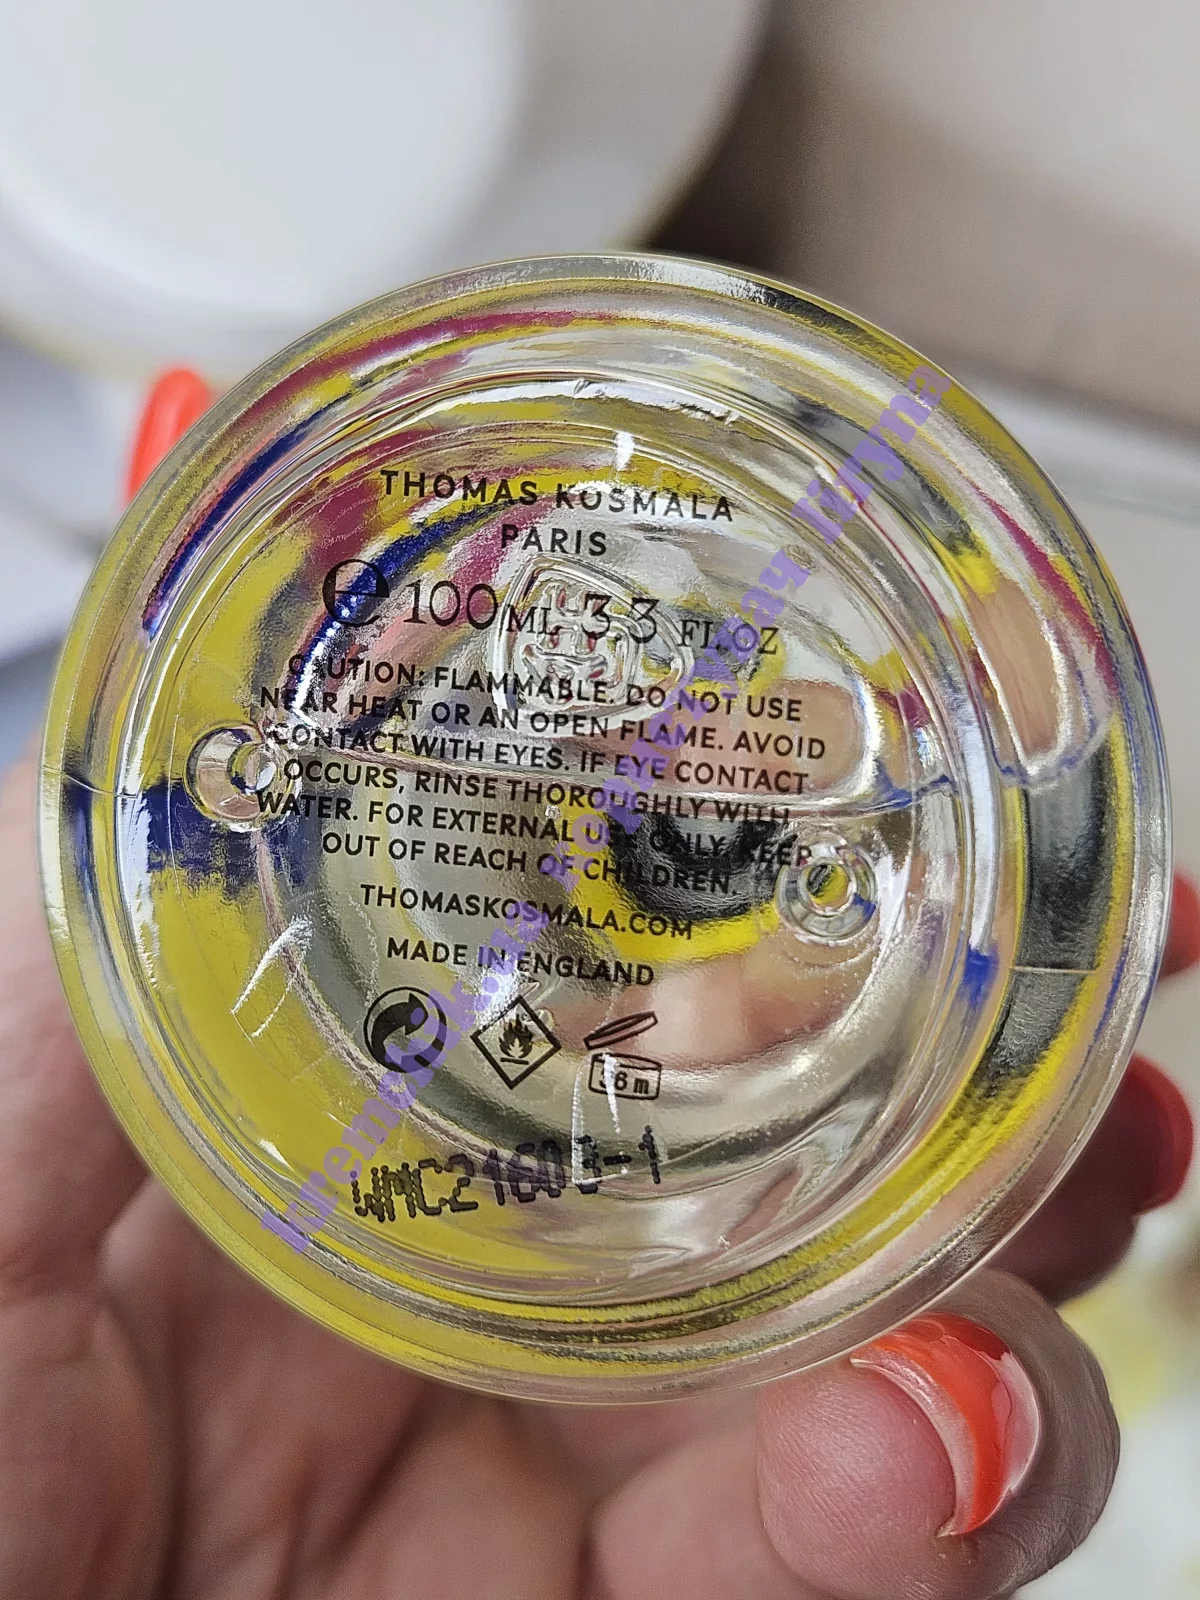 THOMAS KOSMALA
PARIS
e 100 ML 3.3 FL.OZ
CAUTION: FLAMMABLE. DO NOT USE
NEAR HEAT OR AN OPEN FLAME. AVOID
CONTACT WITH EYES. IF EYE CONTACT
OCCURS, RINSE THOROUGHLY WITH
WATER. FOR EXTERNAL USE ONLY. KEEP
OUT OF REACH OF CHILDREN.
THOMASKOSMALA.COM
MADE IN ENGLAND
36m